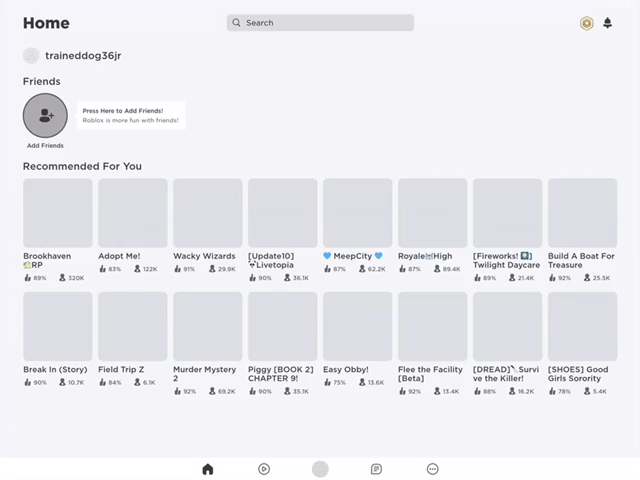 Home
Search
traineddog36jr
Friends
Press Here to Add Friends!
Roblox is more fun with friends!
Add Friends
Recommended For You
Brookhaven
🏡RP
89% 320K
Adopt Me!
83% 122K
Wacky Wizards
91% 29.9K
[Update10]
Livetopia
90% 36.1K
💙 MeepCity 💙
87% 62.2K
Royale High
87% 89.4K
[Fireworks! 🎆]
Twilight Daycare
89% 21.4K
Build A Boat For
Treasure
92% 25.5K
Break In (Story)
90% 10.7K
Field Trip Z
84% 6.1K
Murder Mystery
2
92% 69.2K
Piggy [BOOK 2]
CHAPTER 9!
90% 35.1K
Easy Obby!
75% 13.6K
Flee the Facility
[Beta]
92% 13.4K
[DREAD]🔪Survi
ve the Killer!
88% 16.2K
[SHOES] Good
Girls Sorority
78% 5.4K